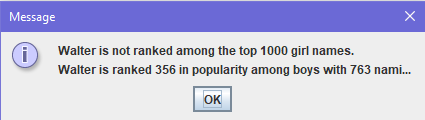 Message
Walter is not ranked among the top 1000 girl names.
Walter is ranked 356 in popularity among boys with 763 nami...
OK